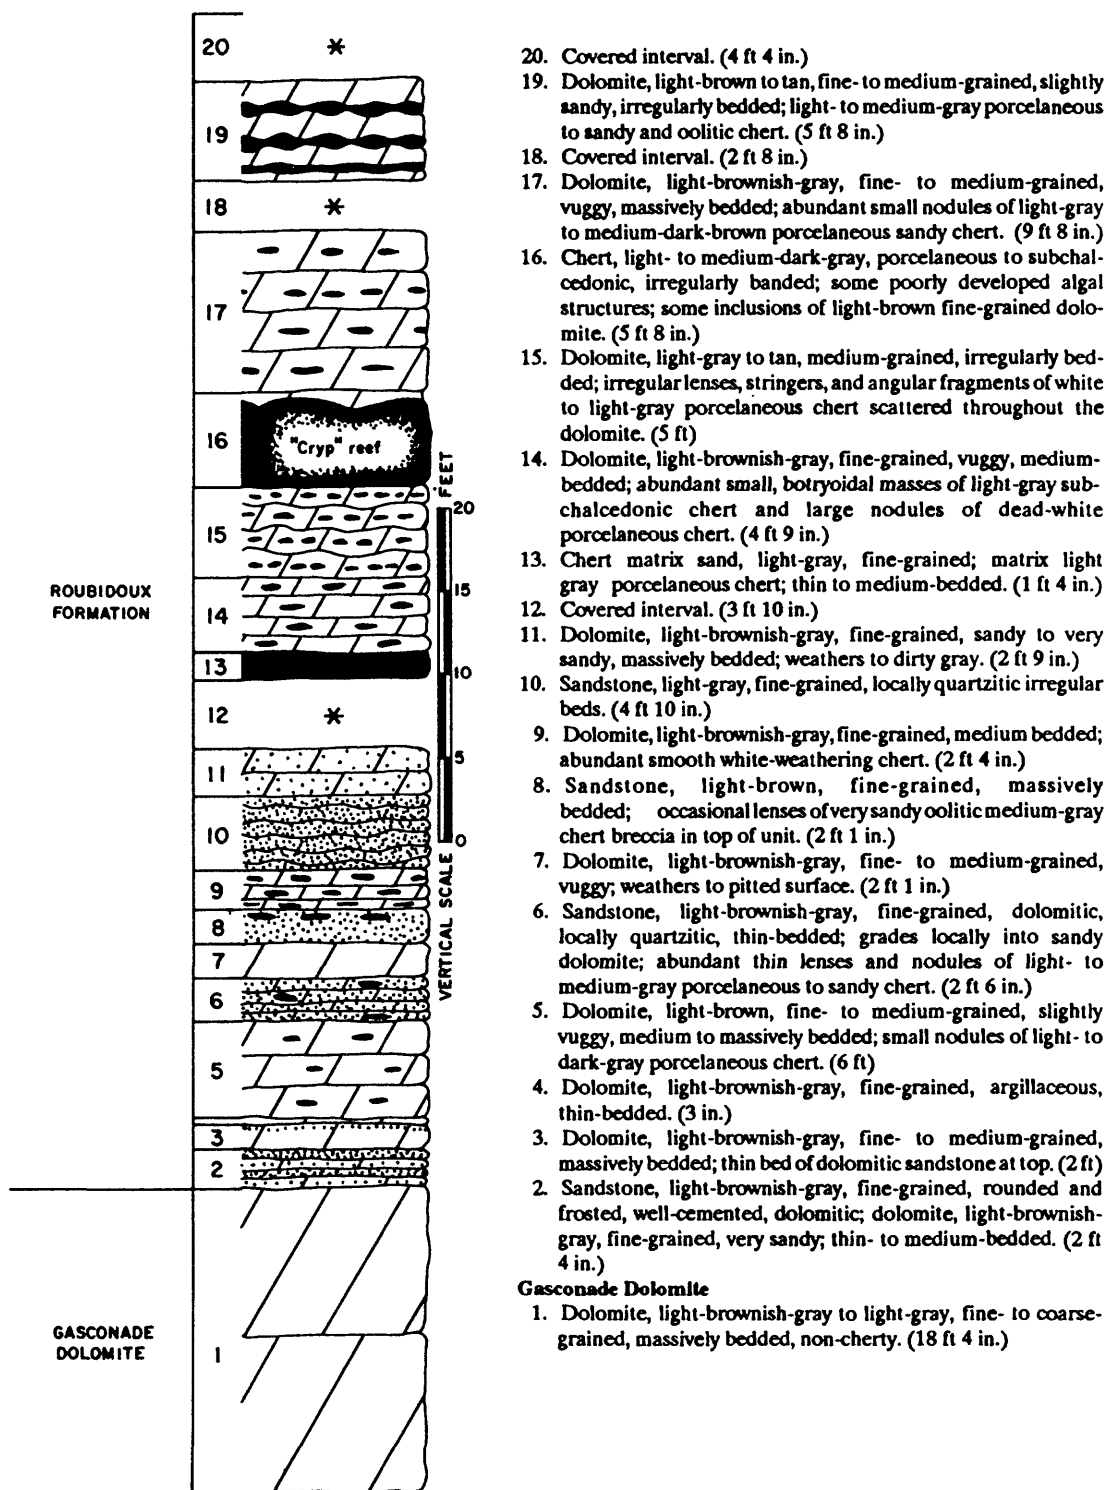 20
*
19
18
*
17
16
"Cryp" reef
15
14
13
12
*
11
10
9
8
7
6
5
3
2
1
ROUBIDOUX
FORMATION
GASCONADE
DOLOMITE
FEET
20
15
10
5
0
VERTICAL SCALE
20. Covered interval. (4 ft 4 in.)
19. Dolomite, light-brown to tan, fine- to medium-grained, slightly
sandy, irregularly bedded; light- to medium-gray porcelaneous
to sandy and oolitic chert. (5 ft 8 in.)
18. Covered interval. (2 ft 8 in.)
17. Dolomite, light-brownish-gray, fine- to medium-grained,
vuggy, massively bedded; abundant small nodules of light-gray
to medium-dark-brown porcelaneous sandy chert. (9 ft 8 in.)
16. Chert, light- to medium-dark-gray, porcelaneous to subchal-
cedonic, irregularly banded; some poorly developed algal
structures; some inclusions of light-brown fine-grained dolo-
mite. (5 ft 8 in.)
15. Dolomite, light-gray to tan, medium-grained, irregularly bed-
ded; irregular lenses, stringers, and angular fragments of white
to light-gray porcelaneous chert scattered throughout the
dolomite. (5 ft)
14. Dolomite, light-brownish-gray, fine-grained, vuggy, medium-
bedded; abundant small, botryoidal masses of light-gray sub-
chalcedonic chert and large nodules of dead-white
porcelaneous chert. (4 ft 9 in.)
13. Chert matrix sand, light-gray, fine-grained; matrix light
gray porcelaneous chert; thin to medium-bedded. (1 ft 4 in.)
12. Covered interval. (3 ft 10 in.)
11. Dolomite, light-brownish-gray, fine-grained, sandy to very
sandy, massively bedded; weathers to dirty gray. (2 ft 9 in.)
10. Sandstone, light-gray, fine-grained, locally quartzitic irregular
beds. (4 ft 10 in.)
9. Dolomite, light-brownish-gray, fine-grained, medium bedded;
abundant smooth white-weathering chert. (2 ft 4 in.)
8. Sandstone, light-brown, fine-grained, massively
bedded; occasional lenses of very sandy oolitic medium-gray
chert breccia in top of unit. (2 ft 1 in.)
7. Dolomite, light-brownish-gray, fine- to medium-grained,
vuggy; weathers to pitted surface. (2 ft 1 in.)
6. Sandstone, light-brownish-gray, fine-grained, dolomitic,
locally quartzitic, thin-bedded; grades locally into sandy
dolomite; abundant thin lenses and nodules of light- to
medium-gray porcelaneous to sandy chert. (2 ft 6 in.)
5. Dolomite, light-brown, fine- to medium-grained, slightly
vuggy, medium to massively bedded; small nodules of light- to
dark-gray porcelaneous chert. (6 ft)
4. Dolomite, light-brownish-gray, fine-grained, argillaceous,
thin-bedded. (3 in.)
3. Dolomite, light-brownish-gray, fine- to medium-grained,
massively bedded; thin bed of dolomitic sandstone at top. (2 ft)
2. Sandstone, light-brownish-gray, fine-grained, rounded and
frosted, well-cemented, dolomitic; dolomite, light-brownish-
gray, fine-grained, very sandy; thin- to medium-bedded. (2 ft
4 in.)
Gasconade Dolomite
1. Dolomite, light-brownish-gray to light-gray, fine- to coarse-
grained, massively bedded, non-cherty. (18 ft 4 in.)